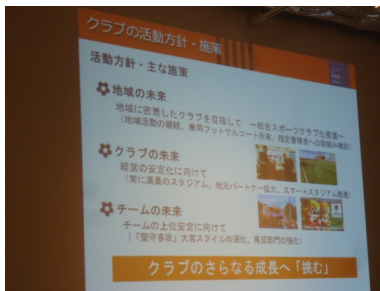 クラブの活動方針・施策
活動方針・主な施策
地域の未来
地域に密着したクラブを目指して ～総合スポーツクラブ化推進～
(地域活動の継続、専用フットサルコート所有、指定管理者への取組み検討)
クラブの未来
経営の安定化に向けて
(常に満員のスタジアム、地元パートナー拡大、スマートスタジアム推進)
チームの未来
チームの上位安定に向けて
(「堅守多攻」大宮スタイルの深化、育成部門の強化)
クラブのさらなる成長へ「挑む」